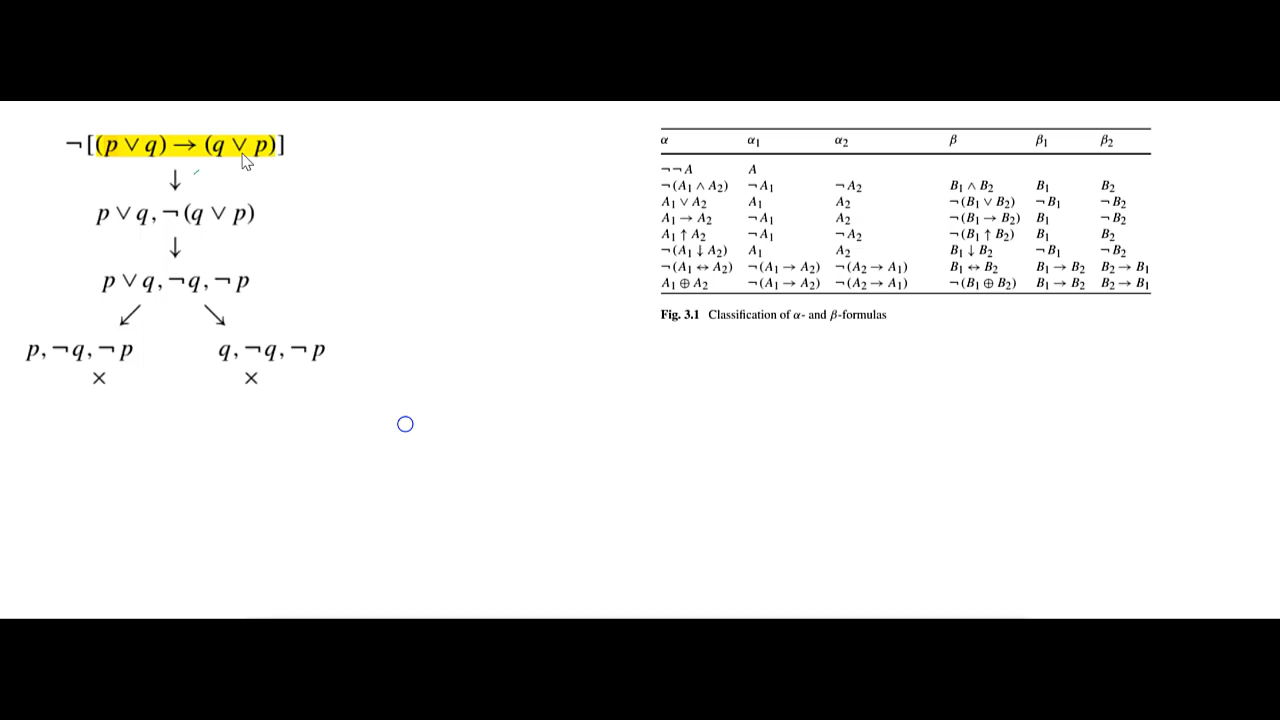 ¬[(p ∨ q) → (q ∨ p)]
↓
p ∨ q, ¬(q ∨ p)
↓
p ∨ q, ¬q, ¬p
↙ ↘
p, ¬q, ¬p q, ¬q, ¬p
× ×
α α₁ α₂ β β₁ β₂
¬¬A A
¬(A₁ ∧ A₂) ¬A₁ ¬A₂ B₁ ∧ B₂ B₁ B₂
A₁ ∨ A₂ A₁ A₂ ¬(B₁ ∨ B₂) ¬B₁ ¬B₂
A₁ → A₂ ¬A₁ A₂ ¬(B₁ → B₂) B₁ ¬B₂
A₁ ↑ A₂ ¬A₁ ¬A₂ ¬(B₁ ↑ B₂) B₁ B₂
¬(A₁ ↓ A₂) A₁ A₂ B₁ ↓ B₂ ¬B₁ ¬B₂
¬(A₁ ↔ A₂) ¬(A₁ → A₂) ¬(A₂ → A₁) B₁ ↔ B₂ B₁ → B₂ B₂ → B₁
A₁ ⊕ A₂ ¬(A₁ → A₂) ¬(A₂ → A₁) ¬(B₁ ⊕ B₂) B₁ → B₂ B₂ → B₁
Fig. 3.1 Classification of α- and β-formulas